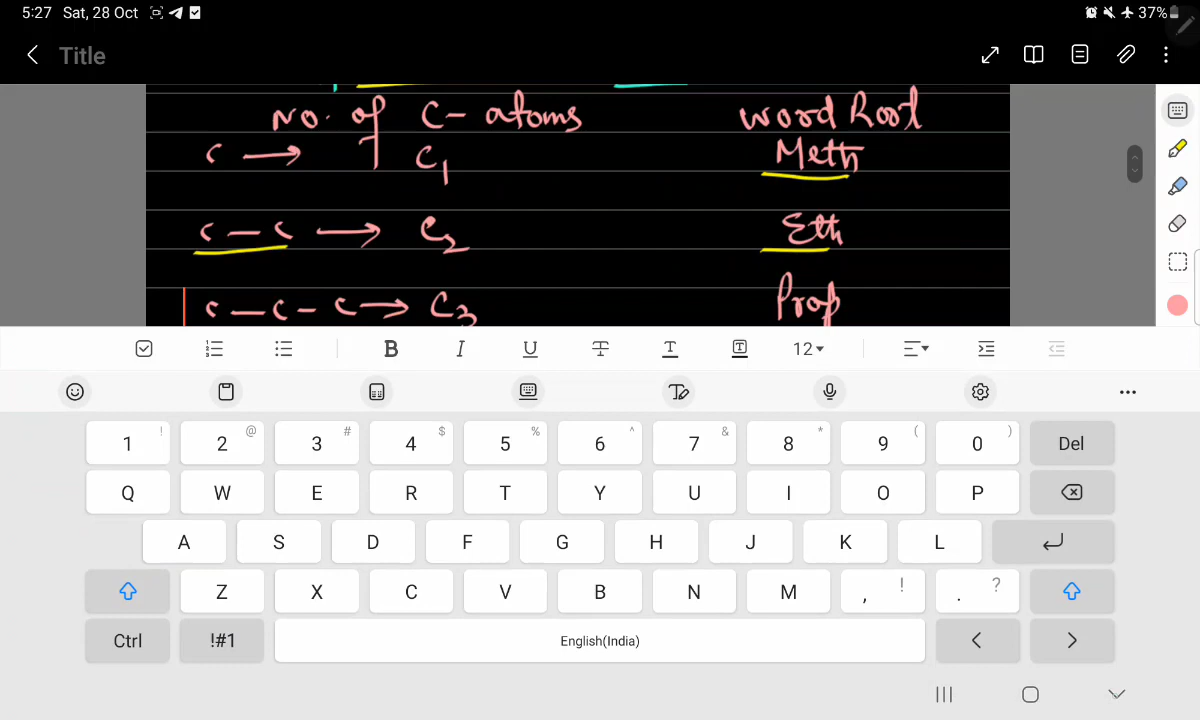 5:27 Sat, 28 Oct 37%
Title
No. of C- atoms Word Root
C → C1 Meth
C – C → C2 Eth
C – C – C → C3 Prop
B I U T T T 12
1 ! 2 @ 3 # 4 $ 5 % 6 ^ 7 & 8 * 9 ( 0 ) Del
Q W E R T Y U I O P
A S D F G H J K L
Z X C V B N M , ! . ?
Ctrl !#1 English(India) < >